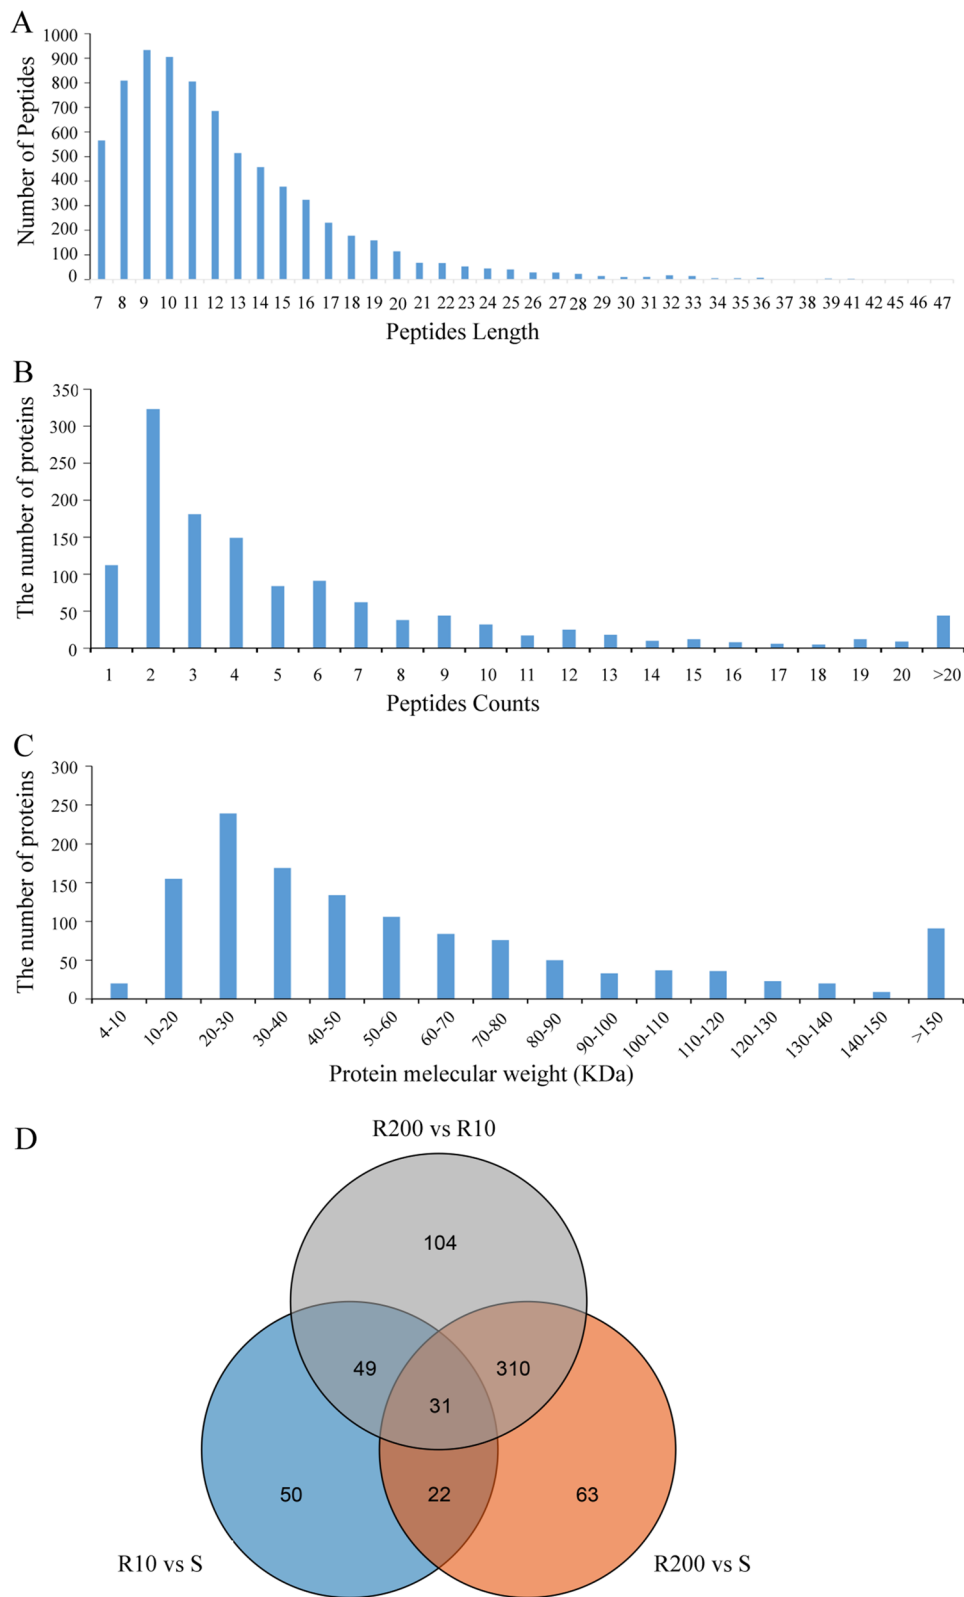 A
1000
900
800
700
600
500
400
300
200
100
0
Number of Peptides
7 8 9 10 11 12 13 14 15 16 17 18 19 20 21 22 23 24 25 26 27 28 29 30 31 32 33 34 35 36 37 38 39 41 42 45 46 47
Peptides Length
B
350
300
250
200
150
100
50
0
The number of proteins
1 2 3 4 5 6 7 8 9 10 11 12 13 14 15 16 17 18 19 20 >20
Peptides Counts
C
300
250
200
150
100
50
0
The number of proteins
4-10 10-20 20-30 30-40 40-50 50-60 60-70 70-80 80-90 90-100 100-110 110-120 120-130 130-140 140-150 >150
Protein melecular weight (KDa)
D
R200 vs R10
104
49
310
31
50
22
63
R10 vs S
R200 vs S